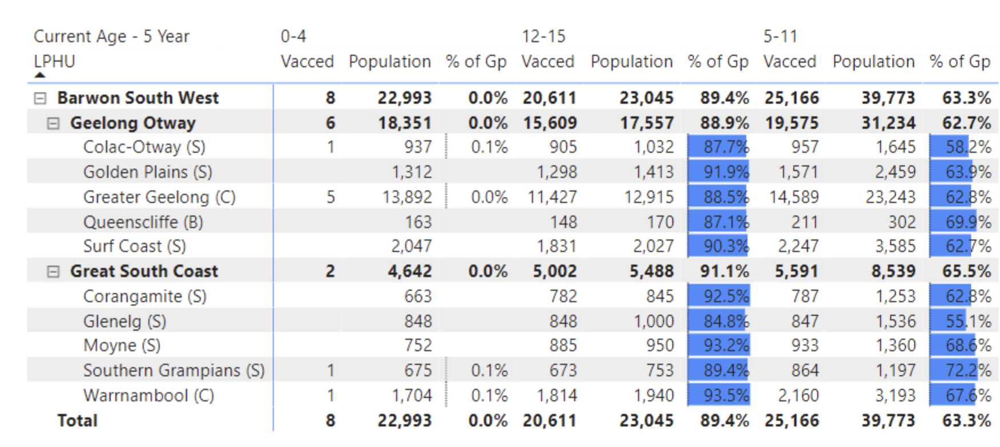 Current Age - 5 Year 0-4 12-15 5-11
LPHU Vacced Population % of Gp Vacced Population % of Gp Vacced Population % of Gp
Barwon South West 8 22,993 0.0% 20,611 23,045 89.4% 25,166 39,773 63.3%
Geelong Otway 6 18,351 0.0% 15,609 17,557 88.9% 19,575 31,234 62.7%
Colac-Otway (S) 1 937 0.1% 905 1,032 87.7% 957 1,645 58.2%
Golden Plains (S) 1,312 1,298 1,413 91.9% 1,571 2,459 63.9%
Greater Geelong (C) 5 13,892 0.0% 11,427 12,915 88.5% 14,589 23,243 62.8%
Queenscliffe (B) 163 148 170 87.1% 211 302 69.9%
Surf Coast (S) 2,047 1,831 2,027 90.3% 2,247 3,585 62.7%
Great South Coast 2 4,642 0.0% 5,002 5,488 91.1% 5,591 8,539 65.5%
Corangamite (S) 663 782 845 92.5% 787 1,253 62.8%
Glenelg (S) 848 848 1,000 84.8% 847 1,536 55.1%
Moyne (S) 752 885 950 93.2% 933 1,360 68.6%
Southern Grampians (S) 1 675 0.1% 673 753 89.4% 864 1,197 72.2%
Warrnambool (C) 1 1,704 0.1% 1,814 1,940 93.5% 2,160 3,193 67.6%
Total 8 22,993 0.0% 20,611 23,045 89.4% 25,166 39,773 63.3%